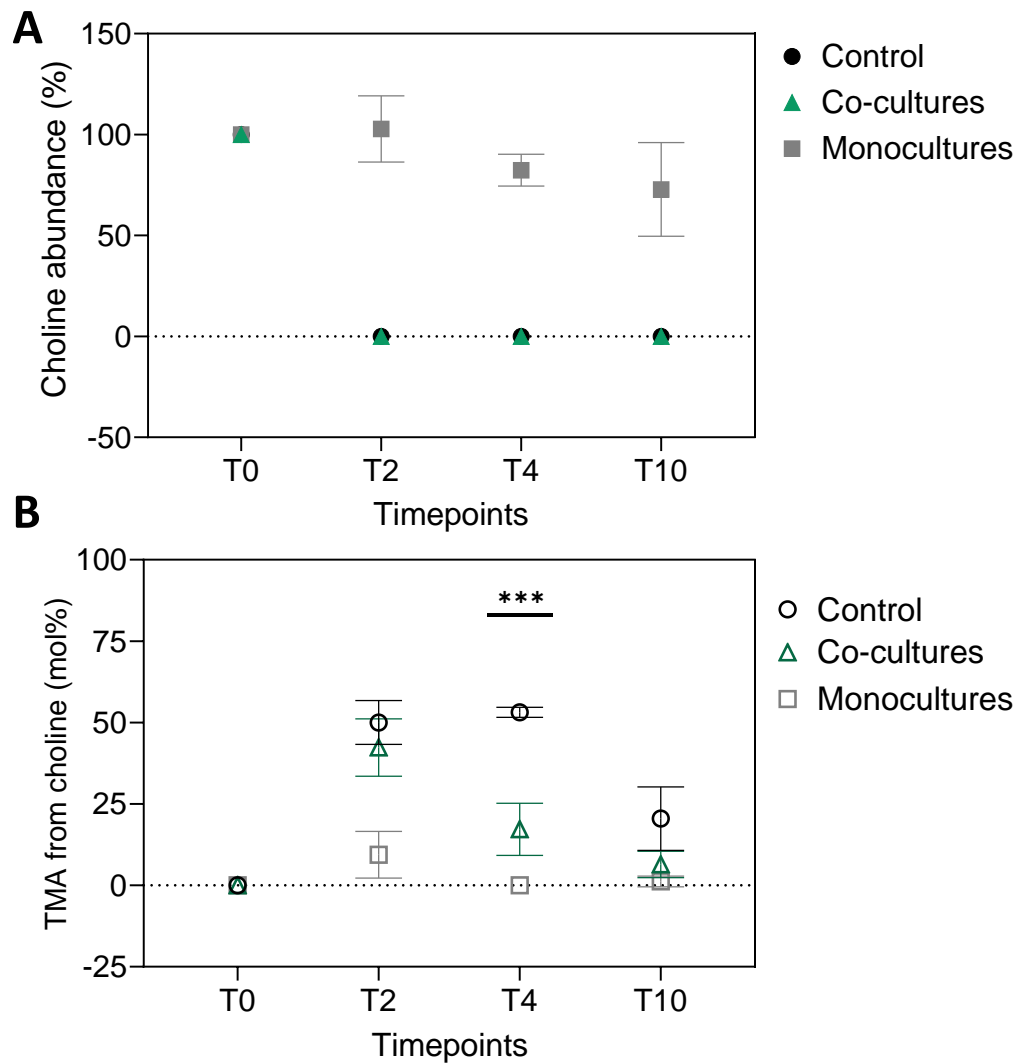 A
Choline abundance (%)
150
100
50
0
-50
T0 T2 T4 T10
Timepoints
Control
Co-cultures
Monocultures
B
TMA from choline (mol%)
100
75
50
25
0
-25
***
T0 T2 T4 T10
Timepoints
Control
Co-cultures
Monocultures